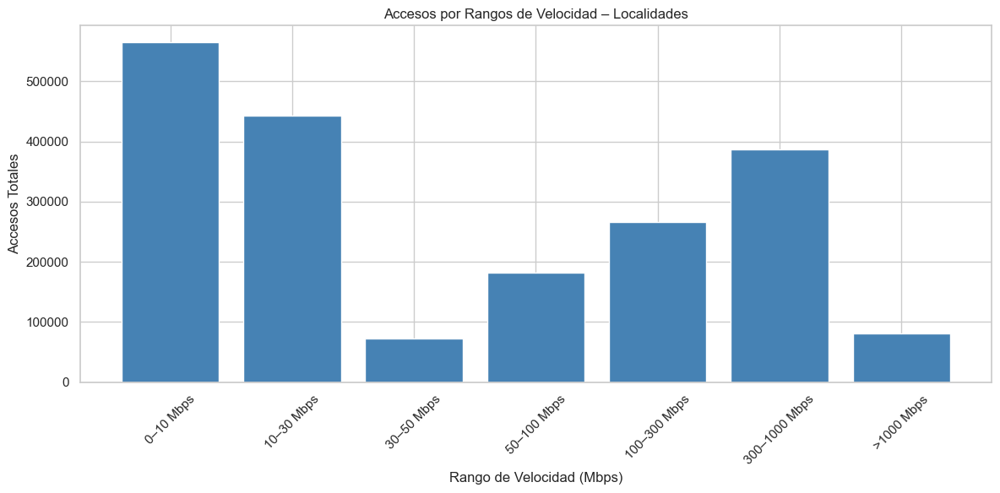 Accesos por Rangos de Velocidad – Localidades
Accesos Totales
500000
400000
300000
200000
100000
0
0–10 Mbps
10–30 Mbps
30–50 Mbps
50–100 Mbps
100–300 Mbps
300–1000 Mbps
>1000 Mbps
Rango de Velocidad (Mbps)